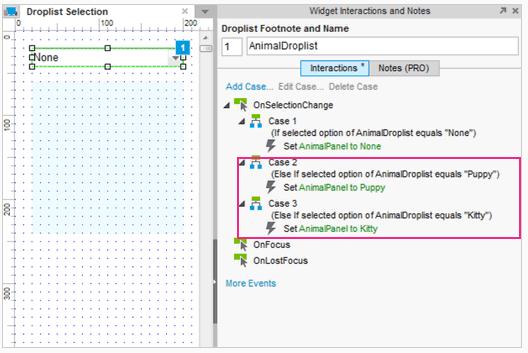 Droplist Selection
0 100 200
0
100
200
300
1
None
Widget Interactions and Notes
Droplist Footnote and Name
1 AnimalDroplist
Interactions * Notes (PRO)
Add Case... Edit Case... Delete Case
OnSelectionChange
Case 1
(If selected option of AnimalDroplist equals "None")
Set AnimalPanel to None
Case 2
(Else If selected option of AnimalDroplist equals "Puppy")
Set AnimalPanel to Puppy
Case 3
(Else If selected option of AnimalDroplist equals "Kitty")
Set AnimalPanel to Kitty
OnFocus
OnLostFocus
More Events